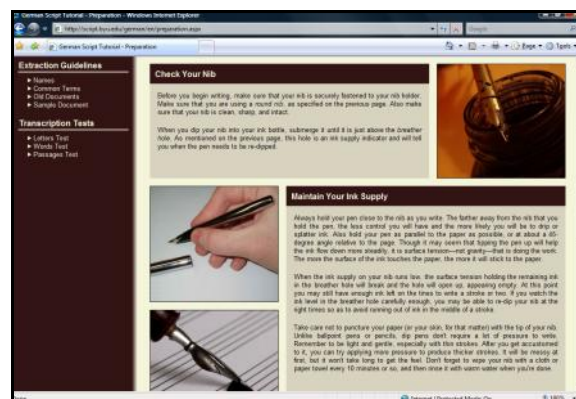 German Script Tutorial - Preparation - Windows Internet Explorer
http://script.byu.edu/german/en/preparation.aspx
Google
German Script Tutorial - Preparation
Page
Tools
Extraction Guidelines
Names
Common Terms
Old Documents
Sample Document
Transcription Tests
Letters Test
Words Test
Passages Test
Check Your Nib
Before you begin writing, make sure that your nib is securely fastened to your nib holder.
Make sure that you are using a round nib, as specified on the previous page. Also make
sure that your nib is clean, sharp, and intact.
When you dip your nib into your ink bottle, submerge it until it is just above the breather
hole. As mentioned on the previous page, this hole is an ink supply indicator and will tell
you when the pen needs to be re-dipped.
Maintain Your Ink Supply
Always hold your pen close to the nib as you write. The farther away from the nib that you
hold the pen, the less control you will have and the more likely you will be to drip or
splatter ink. Also hold your pen as parallel to the paper as possible, or at about a 45-
degree angle relative to the page. Though it may seem that tipping the pen up will help
the ink flow down more steadily, it is surface tension—not gravity—that is doing the work.
The more the surface of the ink touches the paper, the more it will stick to the paper.
When the ink supply on your nib runs low, the surface tension holding the remaining ink
in the breather hole will break and the hole will open up, appearing empty. At this point
you may still have enough ink left on the tines to write a stroke or two. If you watch the
ink level in the breather hole carefully enough, you may be able to re-dip your nib at the
right times so as to avoid running out of ink in the middle of a stroke.
Take care not to puncture your paper (or your skin, for that matter) with the tip of your nib.
Unlike ballpoint pens or pencils, dip pens don't require a lot of pressure to write.
Remember to be light and gentle, especially with thin strokes. After you get accustomed
to it, you can try applying more pressure to produce thicker strokes. It will be messy at
first, but it won't take long to get the feel. Don't forget to wipe your nib with a cloth or
paper towel every 10 minutes or so, and then rinse it with warm water when you're done.
Internet | Protected Mode: On
100%